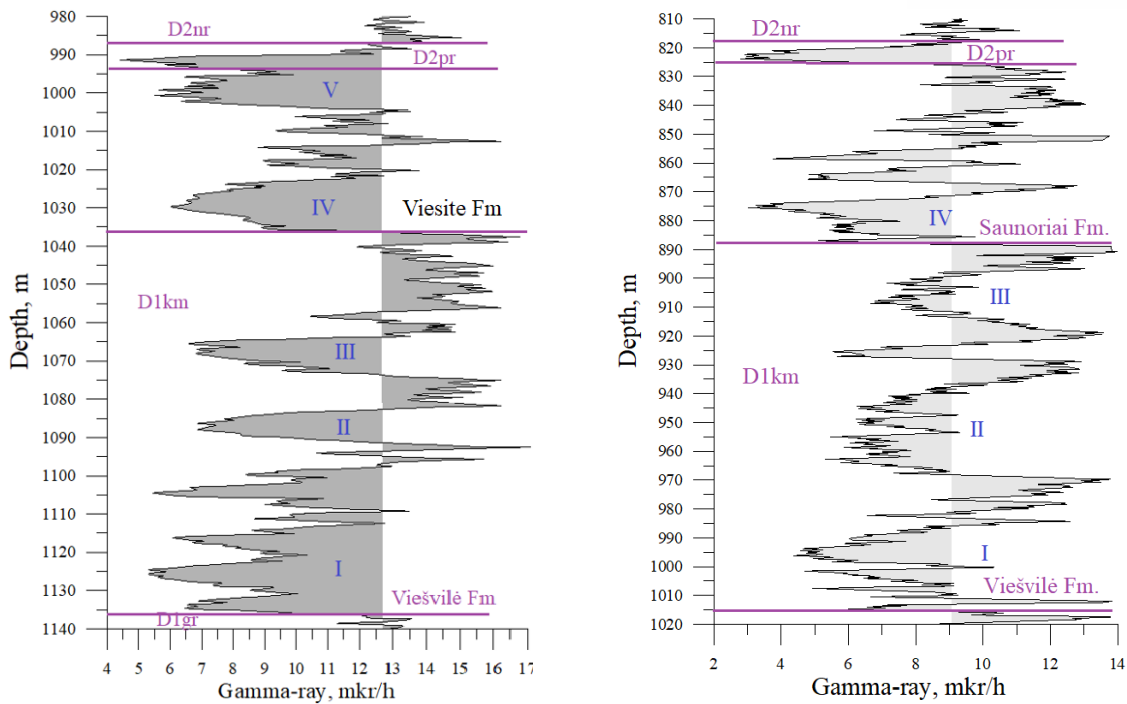 980
990
1000
1010
1020
1030
1040
1050
1060
1070
1080
1090
1100
1110
1120
1130
1140
Depth, m
D2nr
D2pr
V
IV
Viesite Fm
D1km
III
II
I
Viešvilė Fm
D1gr
4 5 6 7 8 9 10 11 12 13 14 15 16 17
Gamma-ray, mkr/h
810
820
830
840
850
860
870
880
890
900
910
920
930
940
950
960
970
980
990
1000
1010
1020
Depth, m
D2nr
D2pr
IV
Saunoriai Fm.
III
D1km
II
I
Viešvilė Fm.
2 4 6 8 10 12 14
Gamma-ray, mkr/h